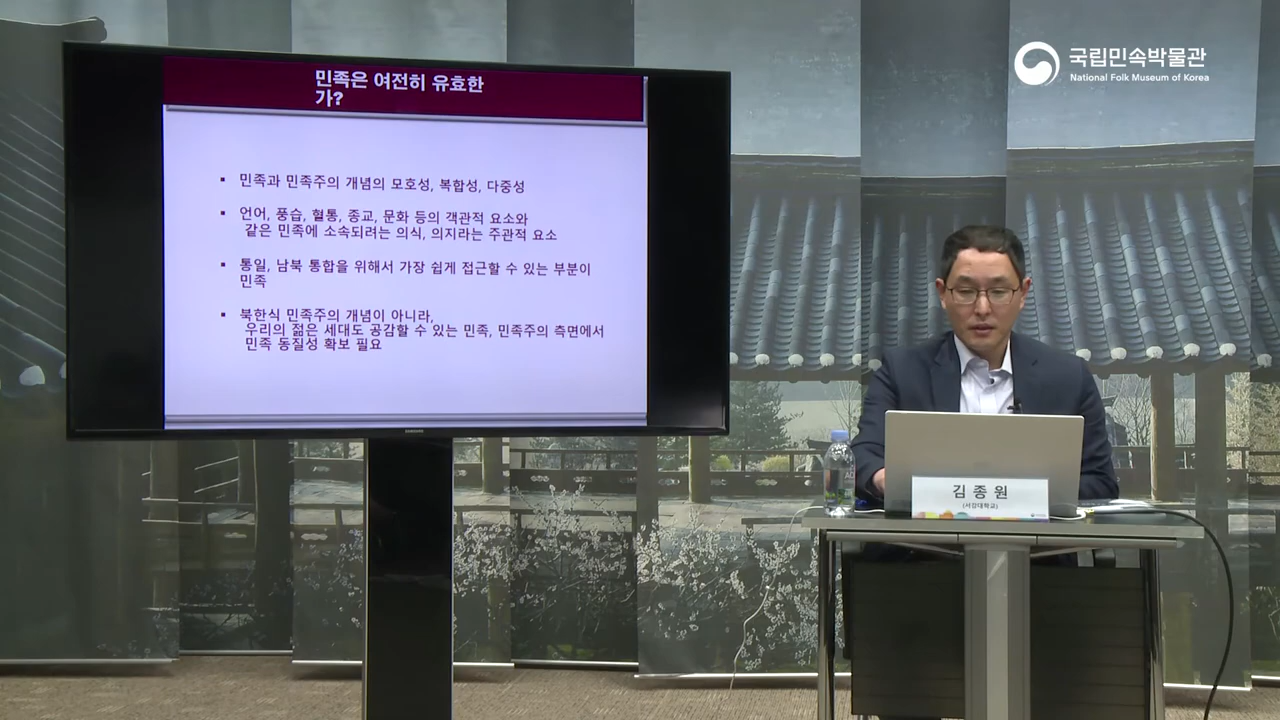 국립민속박물관
National Folk Museum of Korea
민족은 여전히 유효한
가?
▪ 민족과 민족주의 개념의 모호성, 복합성, 다중성
▪ 언어, 풍습, 혈통, 종교, 문화 등의 객관적 요소와
같은 민족에 소속되려는 의식, 의지라는 주관적 요소
▪ 통일, 남북 통합을 위해서 가장 쉽게 접근할 수 있는 부분이
민족
▪ 북한식 민족주의 개념이 아니라,
우리의 젊은 세대도 공감할 수 있는 민족, 민족주의 측면에서
민족 동질성 확보 필요
SAMSUNG
김종원
(서강대학교)